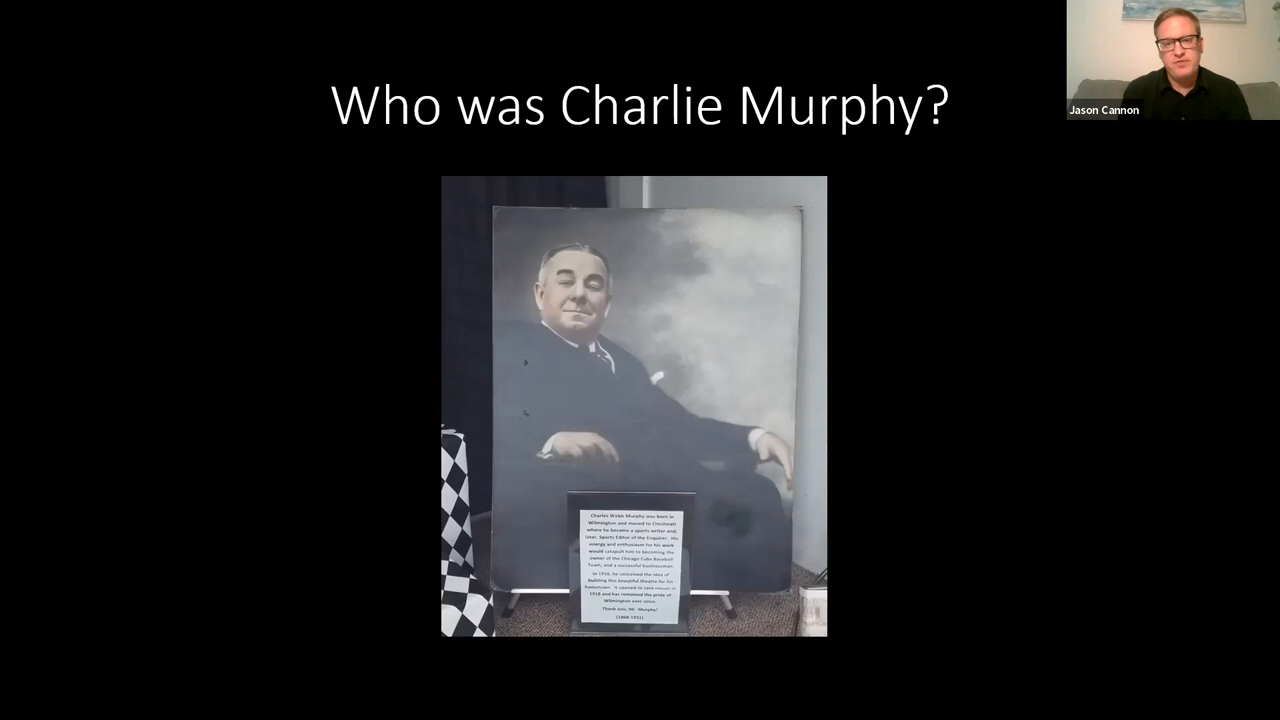 Who was Charlie Murphy?
Jason Cannon
Charles Webb Murphy was born in
Wilmington and moved to Cincinnati
where he became a sports writer and,
later, Sports Editor of the Enquirer. His
energy and enthusiasm for his work
would catapult him to becoming the
owner of the Chicago Cubs Baseball
Team, and a successful businessman.
In 1916, he conceived the idea of
building this beautiful theatre for his
hometown. It opened to rave reviews in
1918 and has remained the pride of
Wilmington ever since.
Thank you, Mr. Murphy!
(1868-1931)